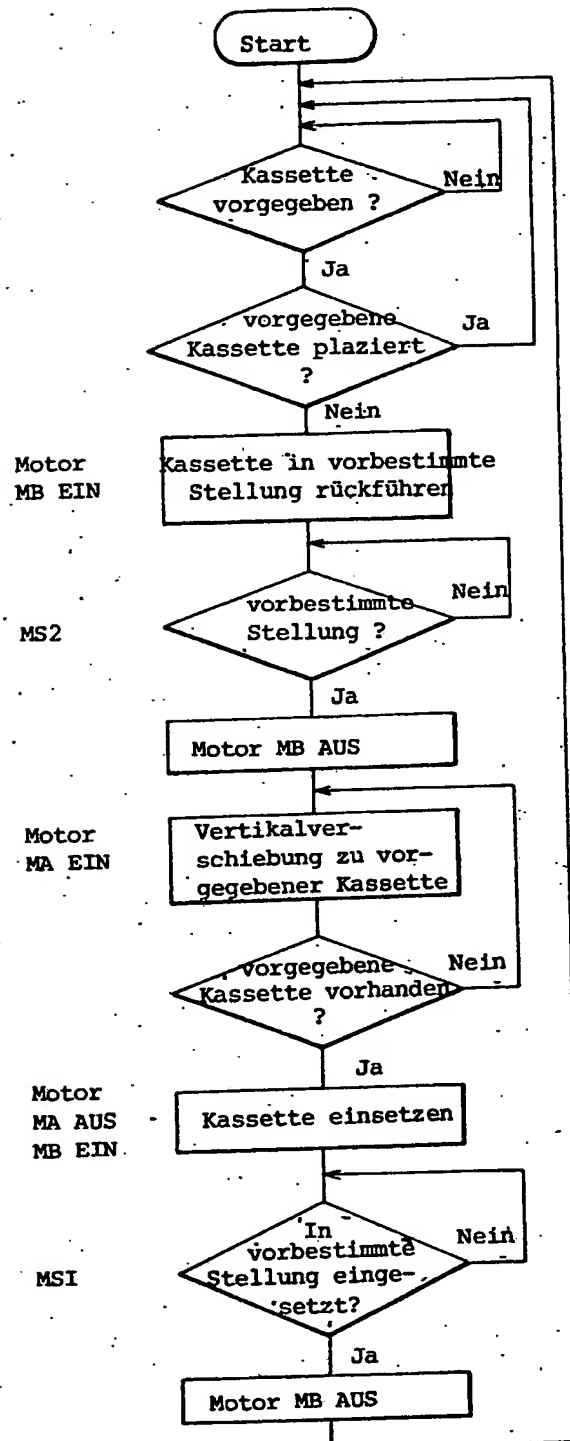 Start
Kassette
vorgegeben ?
Nein
Ja
vorgegebene
Kassette plaziert
?
Ja
Nein
Motor
MB EIN
Kassette in vorbestimmte
Stellung rückführen
MS2
vorbestimmte
Stellung ?
Nein
Ja
Motor MB AUS
Motor
MA EIN
Vertikalver-
schiebung zu vor-
gegebener Kassette
vorgegebene
Kassette vorhanden
?
Nein
Ja
Motor
MA AUS
MB EIN
Kassette einsetzen
MSI
In
vorbestimmte
Stellung einge-
setzt?
Nein
Ja
Motor MB AUS